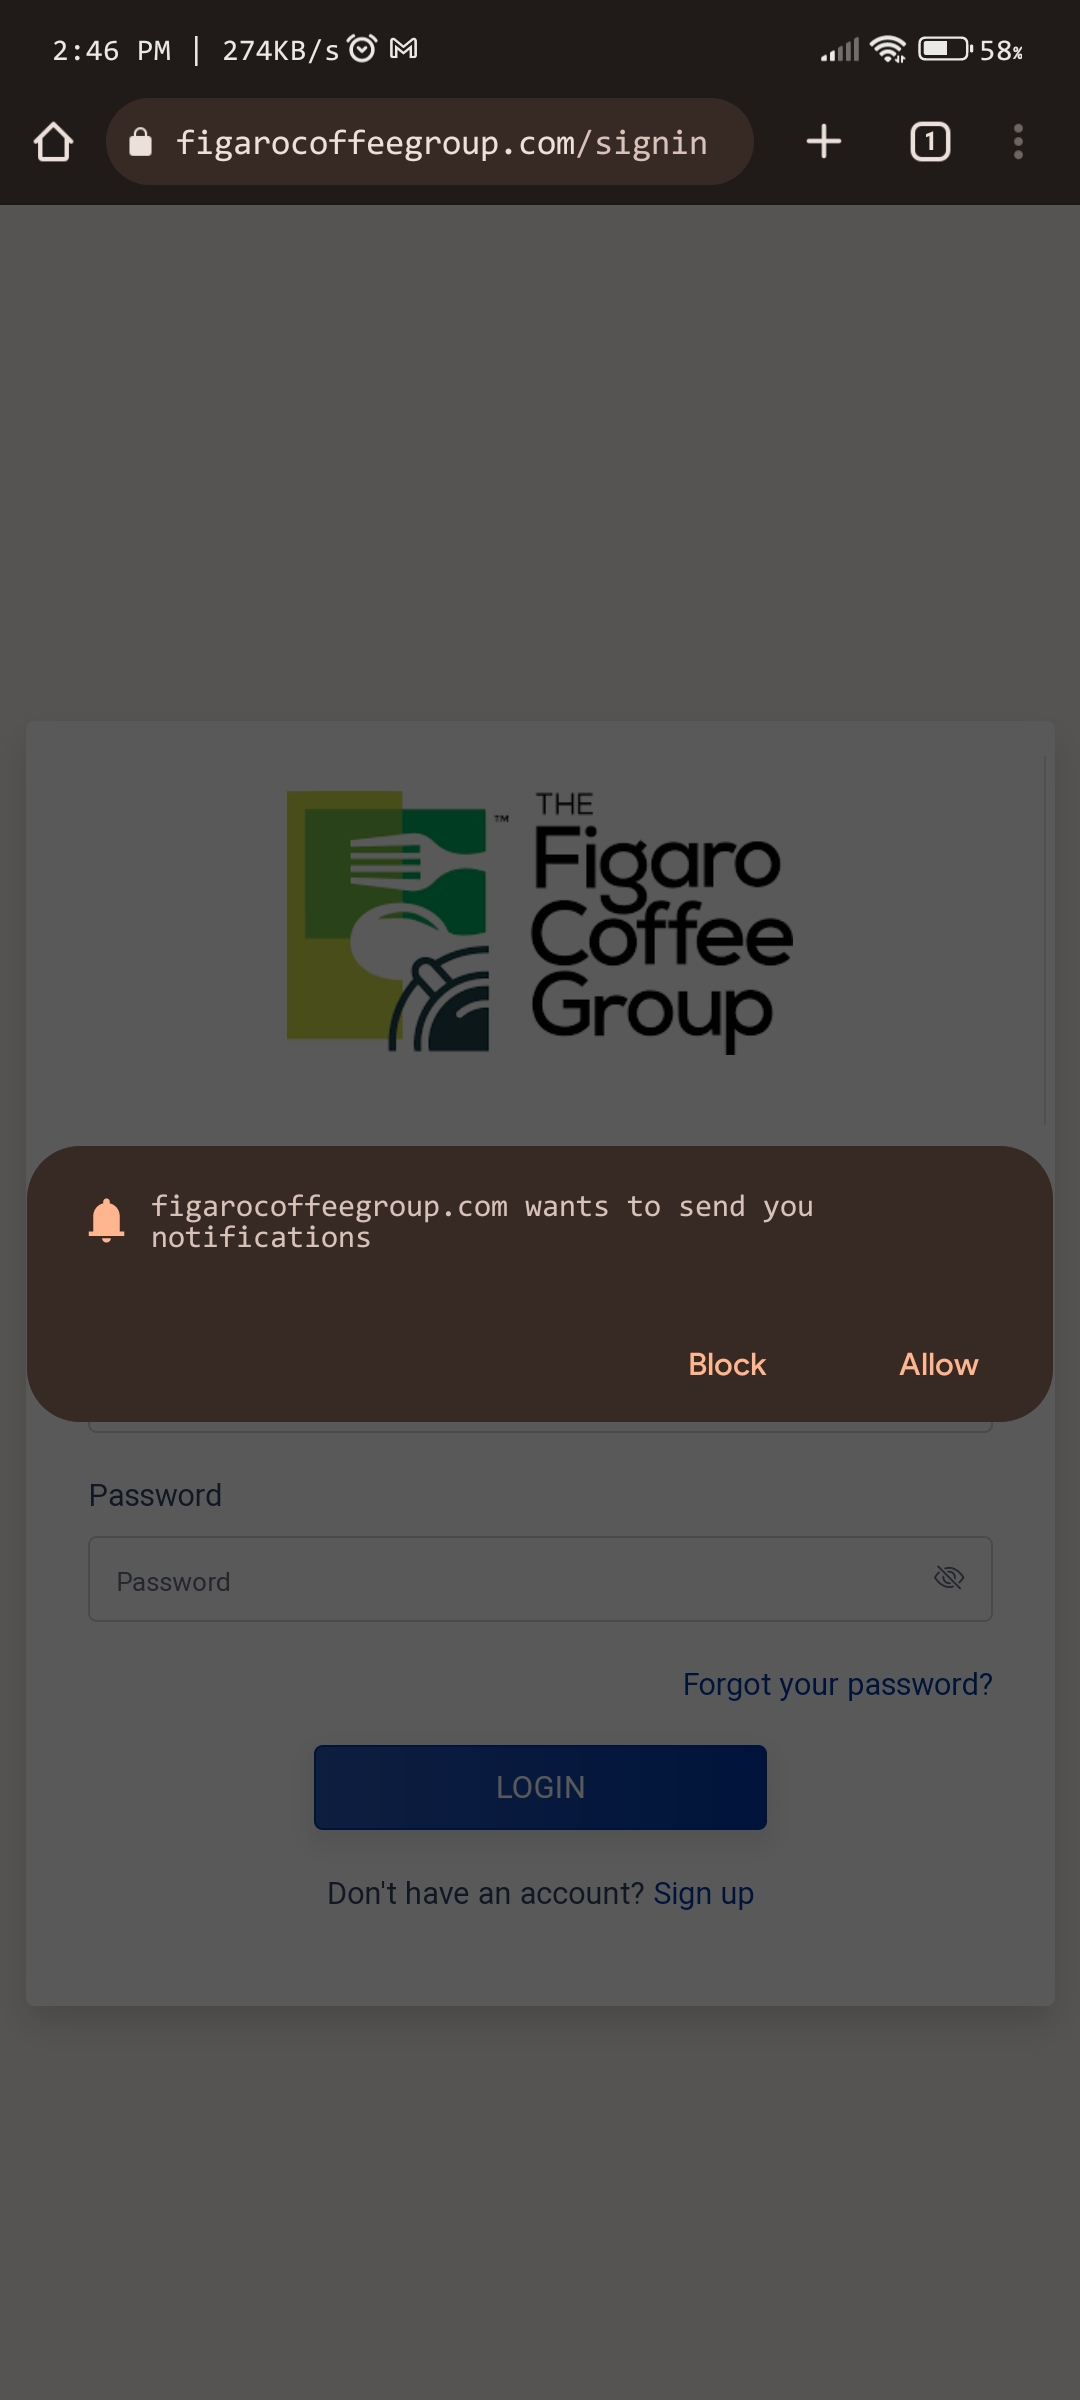 2:46 PM | 274KB/s 58%
figarocoffeegroup.com/signin 1
THE
Figaro
Coffee
Group
™
figarocoffeegroup.com wants to send you
notifications
Block Allow
Password
Password
Forgot your password?
LOGIN
Don't have an account? Sign up